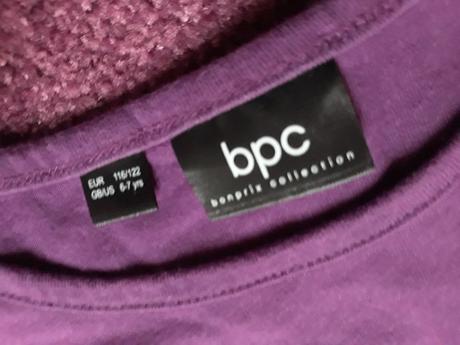 bpc
bonprix collection
EUR 116/122
GB/US 6-7 yrs